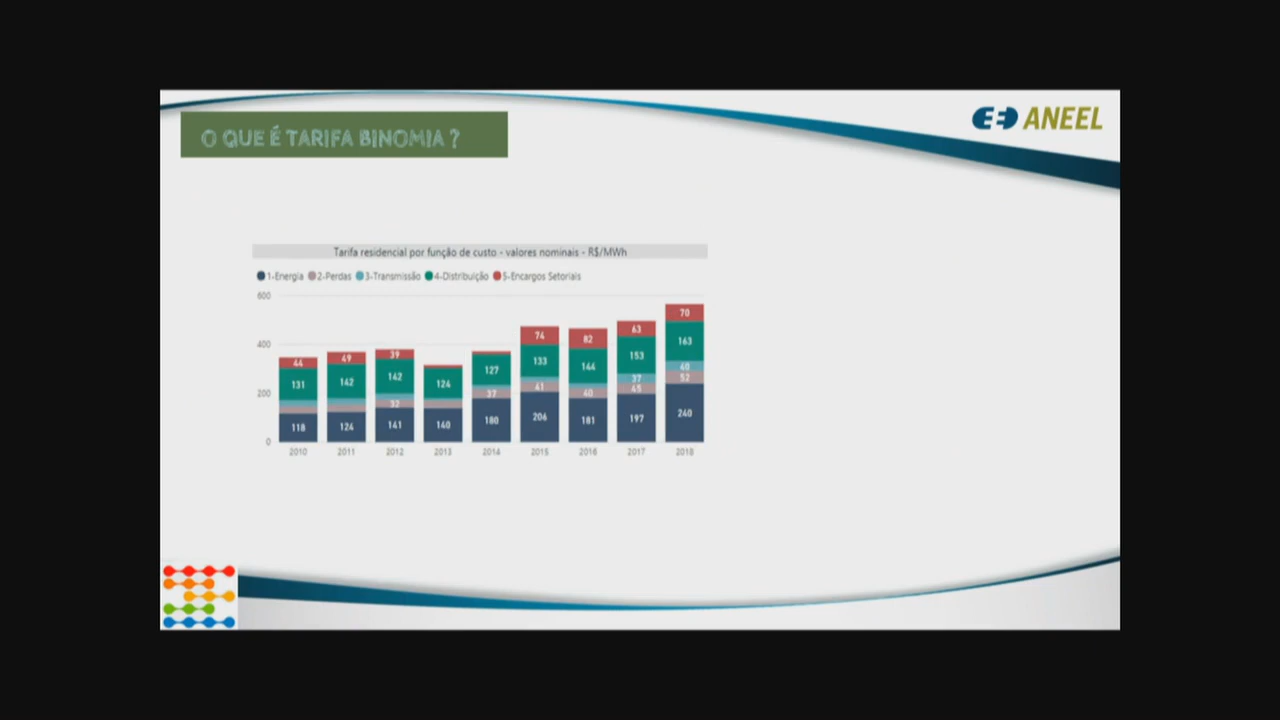 O QUE É TARIFA BINOMIA ?
ANEEL
Tarifa residencial por função de custo - valores nominais - R$/MWh
1-Energia 2-Perdas 3-Transmissão 4-Distribuição 5-Encargos Setoriais
600
400
200
0
44 49 39 74 82 63 70
131 142 142 124 127 133 144 153 163
37 40
32 37 41 40 45 52
118 124 141 140 180 206 181 197 240
2010 2011 2012 2013 2014 2015 2016 2017 2018